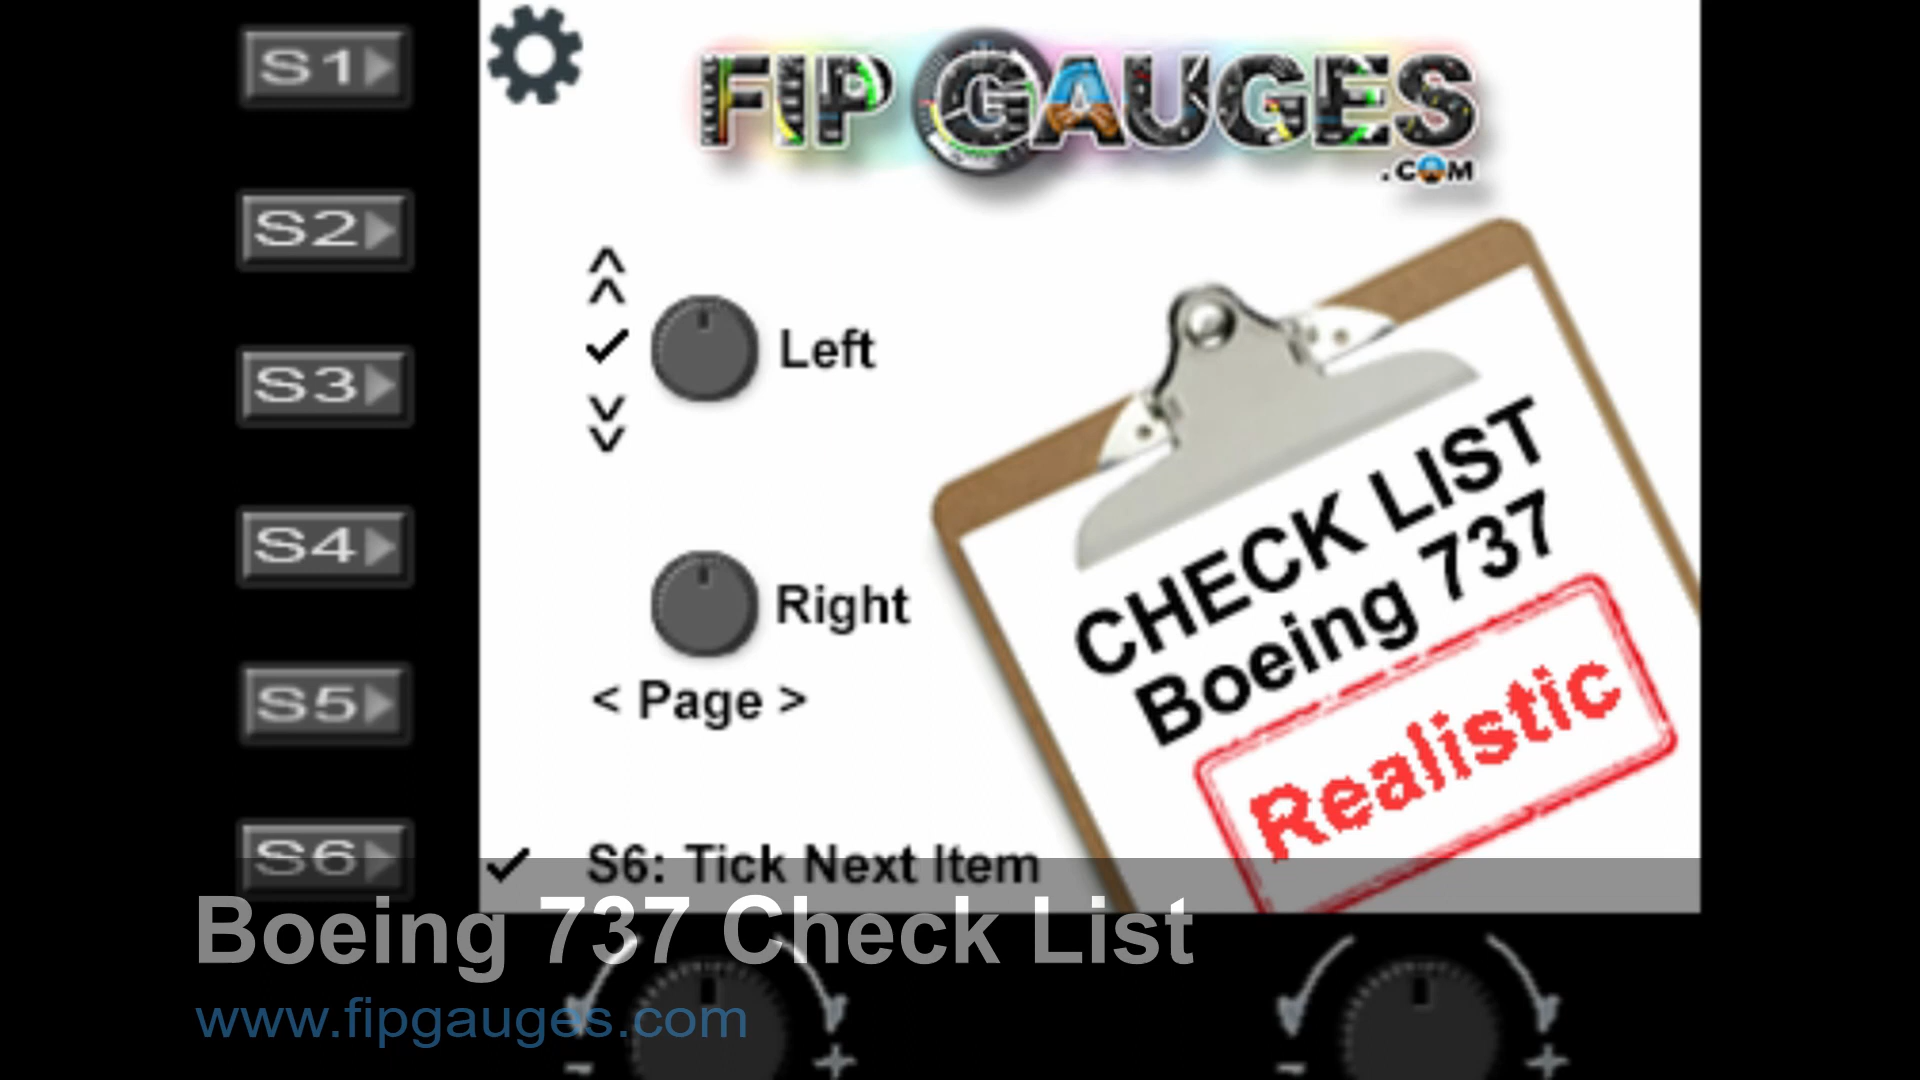 S1
S2
S3
S4
S5
S6
FIP GAUGES
.COM
Left
Right
< Page >
S6: Tick Next Item
CHECK LIST
Boeing 737
Realistic
Boeing 737 Check List
www.fipgauges.com
- +
- +